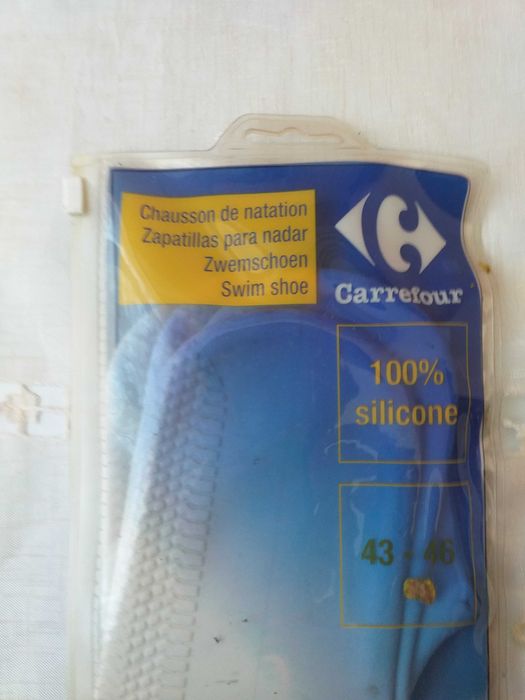 Chausson de natation
Zapatillas para nadar
Zwemschoen
Swim shoe
Carrefour
100%
silicone
43 - 46